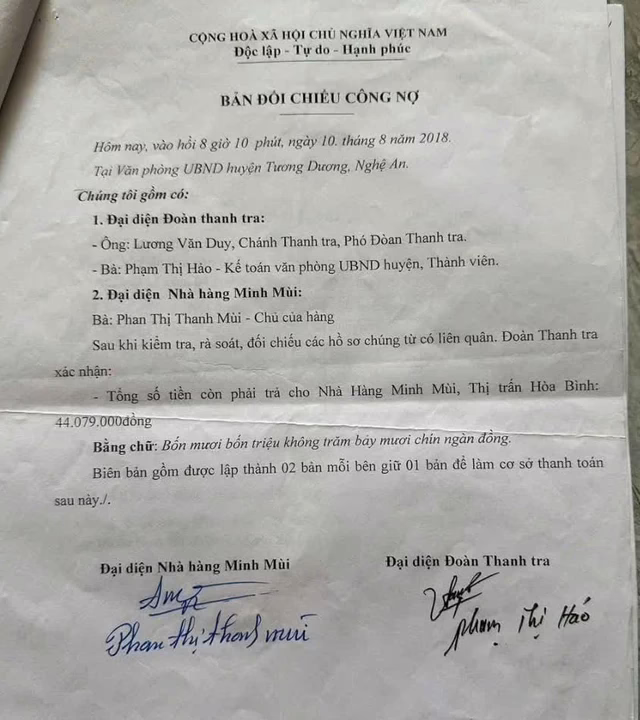 CỘNG HOÀ XÃ HỘI CHỦ NGHĨA VIỆT NAM
Độc lập - Tự do - Hạnh phúc
BẢN ĐỐI CHIẾU CÔNG NỢ
Hôm nay, vào hồi 8 giờ 10 phút, ngày 10. tháng 8 năm 2018.
Tại Văn phòng UBND huyện Tương Dương, Nghệ An.
Chúng tôi gồm có:
1. Đại diện Đoàn thanh tra:
- Ông: Lương Văn Duy, Chánh Thanh tra, Phó Đòan Thanh tra.
- Bà: Phạm Thị Hảo - Kế toán văn phòng UBND huyện, Thành viên.
2. Đại diện Nhà hàng Minh Mùi:
Bà: Phan Thị Thanh Mùi - Chủ của hàng
Sau khi kiểm tra, rà soát, đối chiếu các hồ sơ chúng từ có liên quân. Đoàn Thanh tra
xác nhận:
- Tổng số tiền còn phải trả cho Nhà Hàng Minh Mùi, Thị trấn Hòa Bình:
44.079.000đồng
Bằng chữ: Bốn mươi bốn triệu không trăm bảy mươi chín ngàn đồng.
Biên bản gồm được lập thành 02 bản mỗi bên giữ 01 bản để làm cơ sở thanh toán
sau này./.
Đại diện Nhà hàng Minh Mùi
Đại diện Đoàn Thanh tra
Phan thị thanh mùi
Phạm Thị Hảo